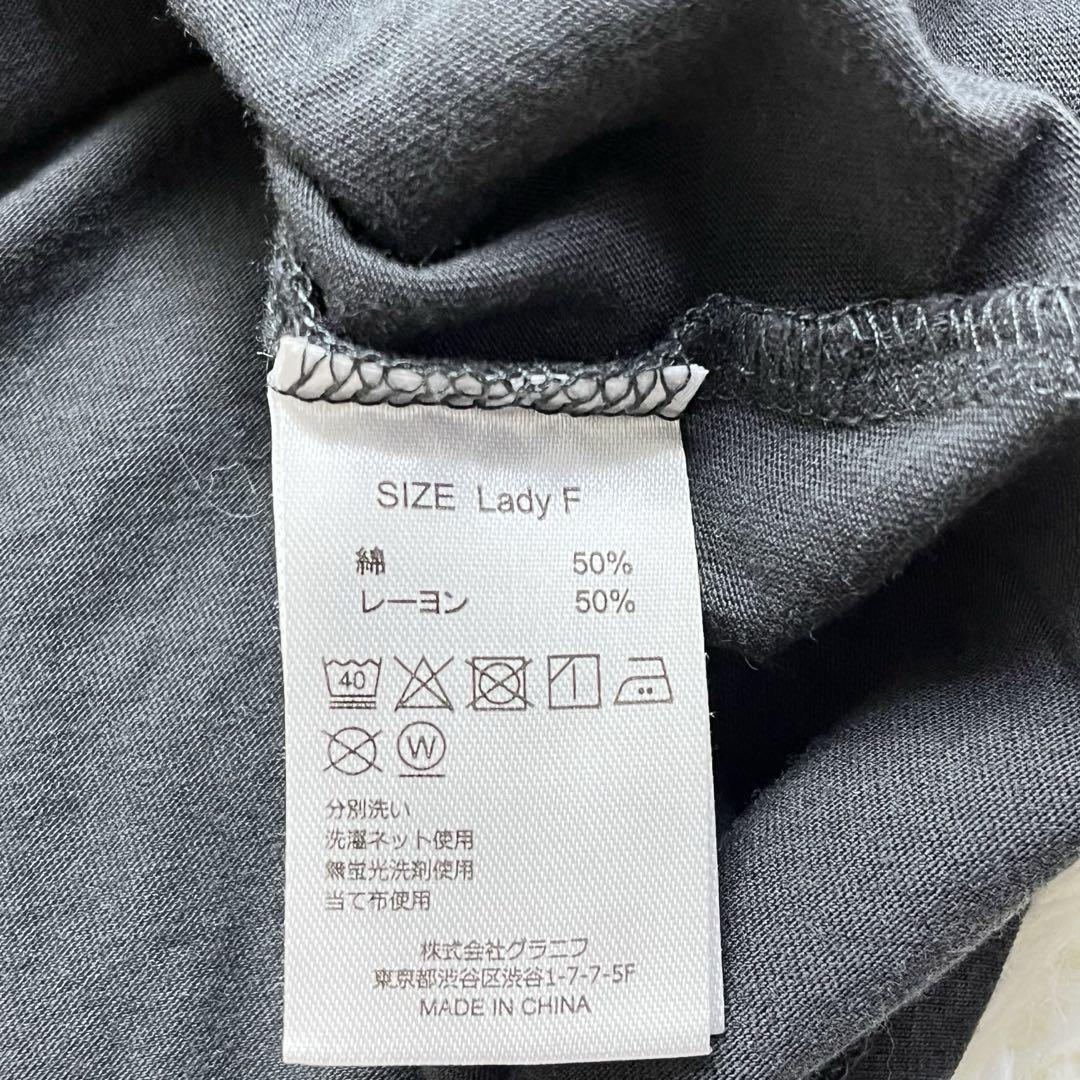 SIZE Lady F
綿 50%
レーヨン 50%
40
W
分別洗い
洗濯ネット使用
無蛍光洗剤使用
当て布使用
株式会社グラニフ
東京都渋谷区渋谷1-7-7-5F
MADE IN CHINA